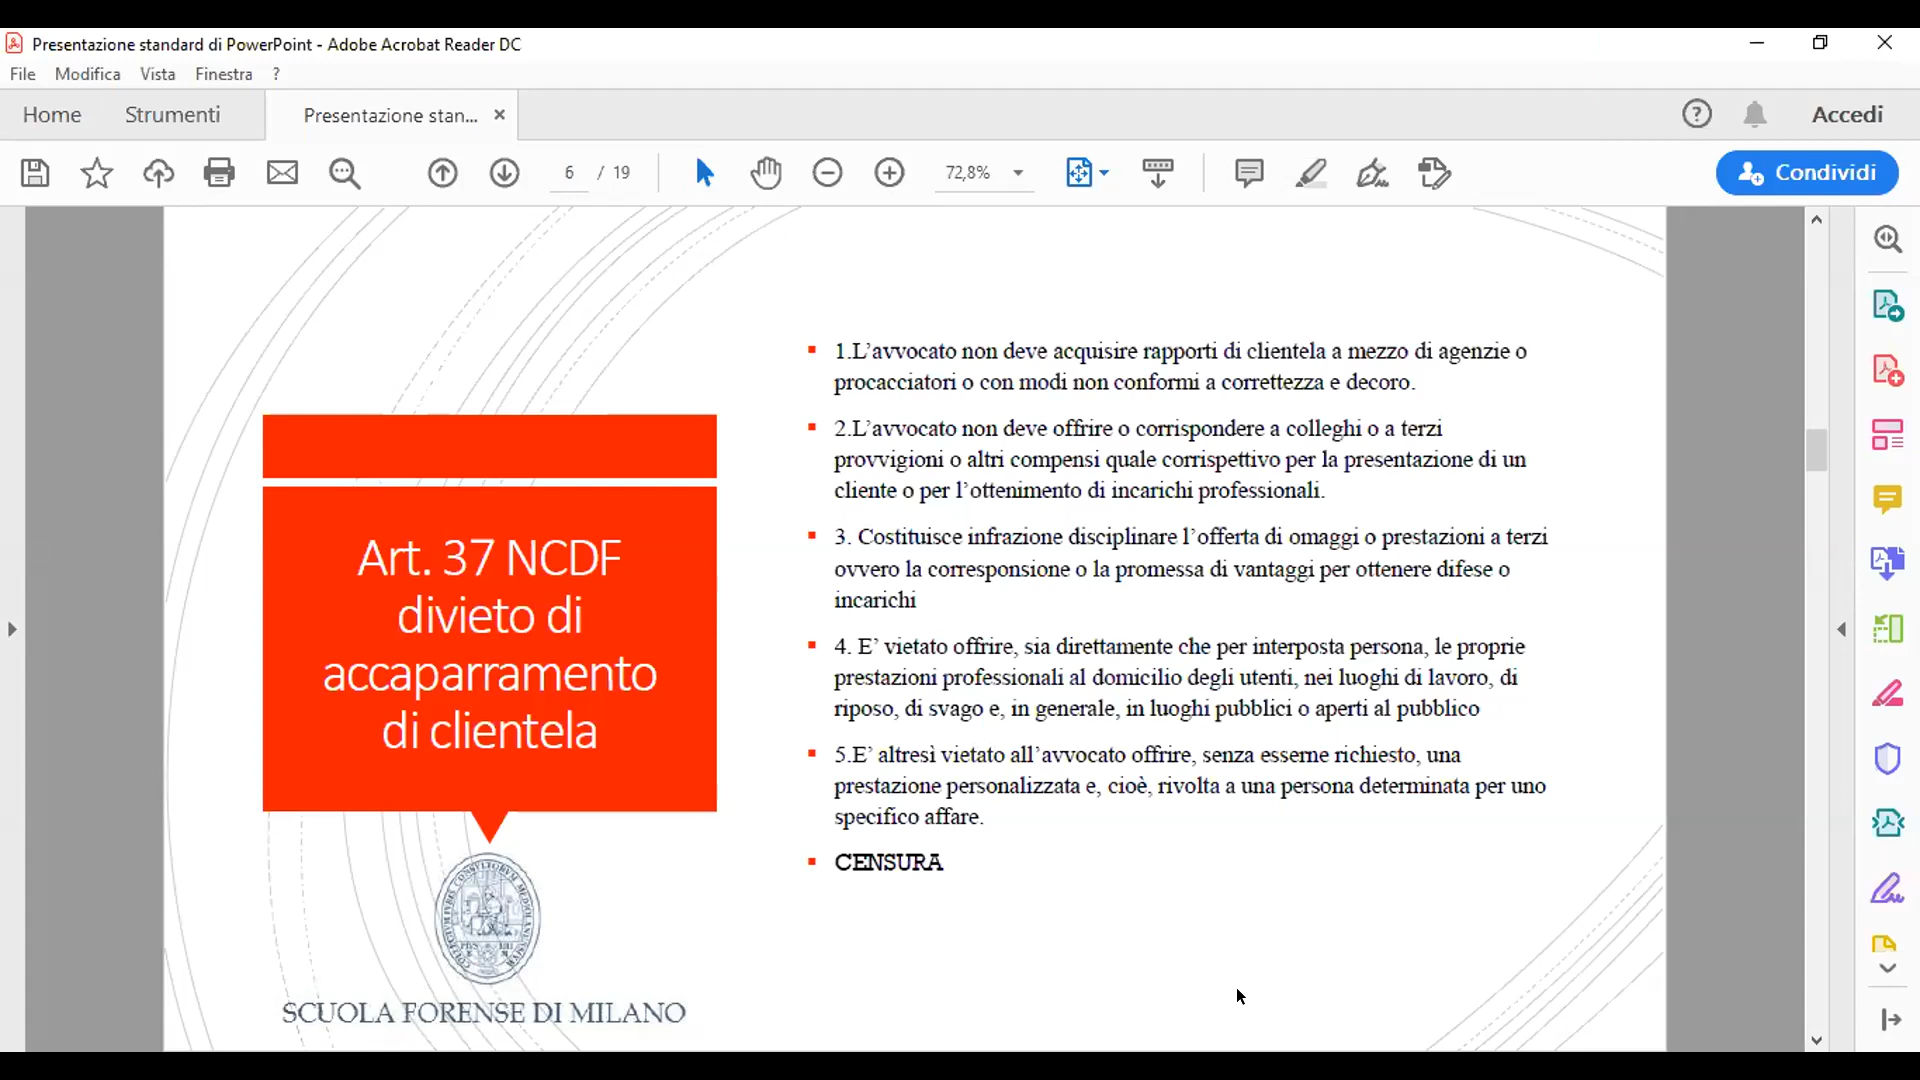 Presentazione standard di PowerPoint - Adobe Acrobat Reader DC
File Modifica Vista Finestra ?
Home Strumenti Presentazione stan... Accedi
6 / 19 72,8% Condividi
Art. 37 NCDF
divieto di
accaparramento
di clientela
1.L’avvocato non deve acquisire rapporti di clientela a mezzo di agenzie o
procacciatori o con modi non conformi a correttezza e decoro.
2.L’avvocato non deve offrire o corrispondere a colleghi o a terzi
provvigioni o altri compensi quale corrispettivo per la presentazione di un
cliente o per l’ottenimento di incarichi professionali.
3. Costituisce infrazione disciplinare l’offerta di omaggi o prestazioni a terzi
ovvero la corresponsione o la promessa di vantaggi per ottenere difese o
incarichi
4. E’ vietato offrire, sia direttamente che per interposta persona, le proprie
prestazioni professionali al domicilio degli utenti, nei luoghi di lavoro, di
riposo, di svago e, in generale, in luoghi pubblici o aperti al pubblico
5.E’ altresì vietato all’avvocato offrire, senza esserne richiesto, una
prestazione personalizzata e, cioè, rivolta a una persona determinata per uno
specifico affare.
CENSURA
SCUOLA FORENSE DI MILANO